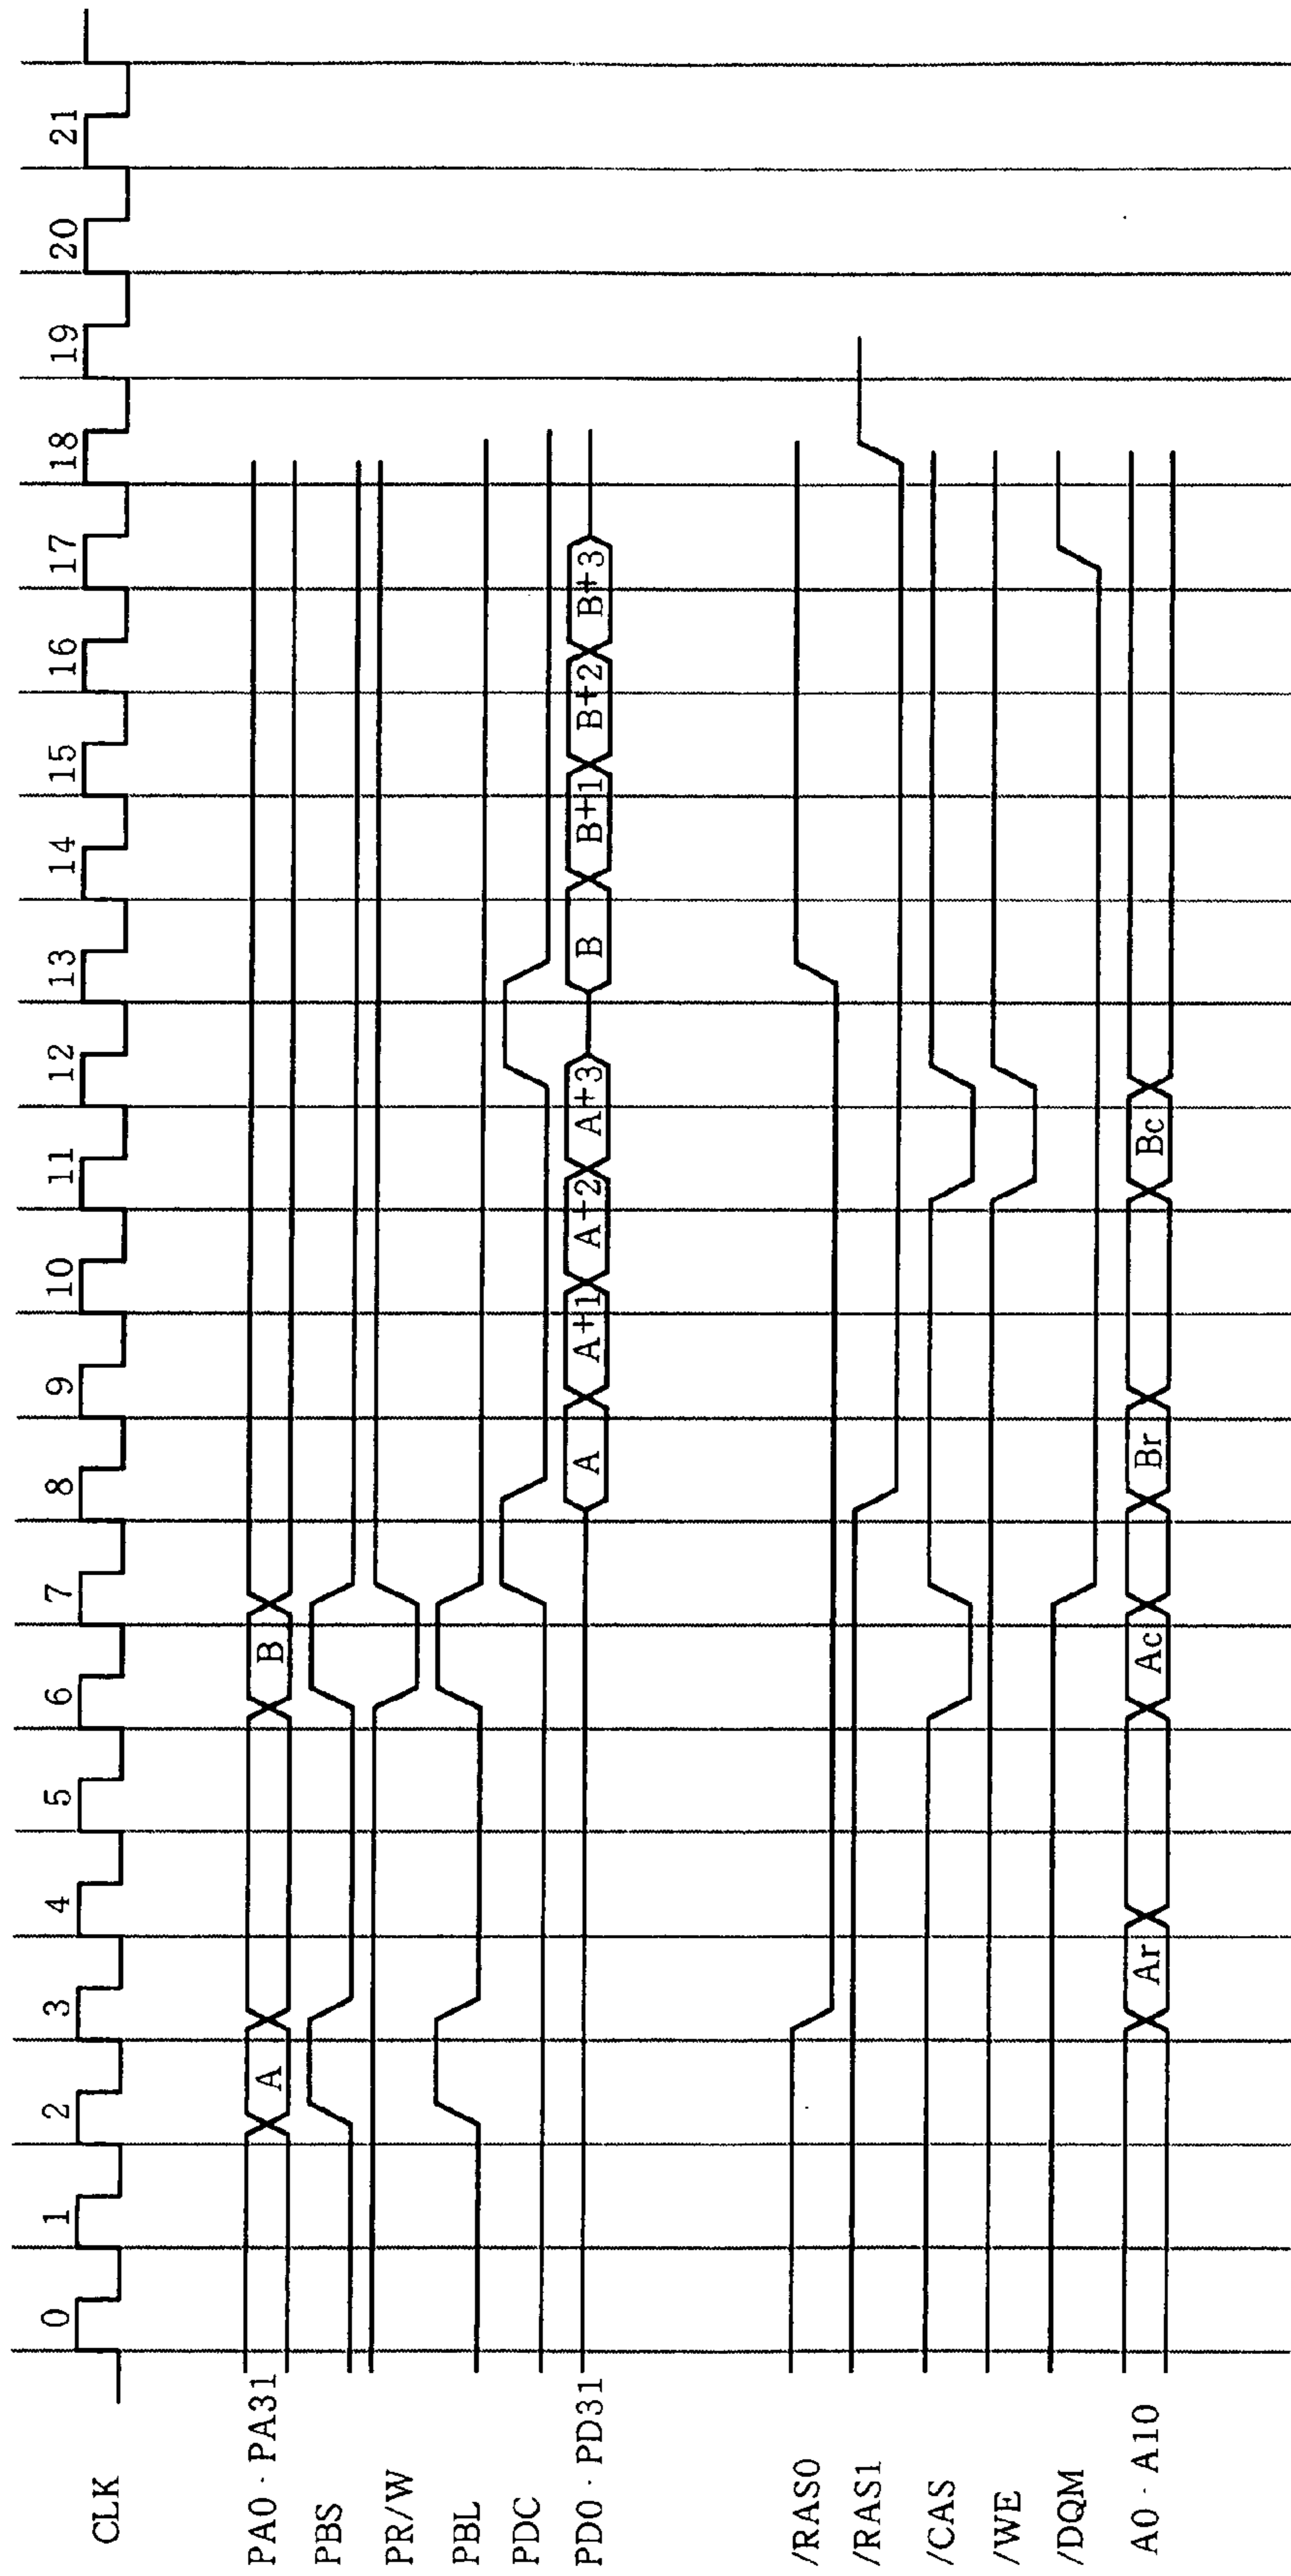 0 1 2 3 4 5 6 7 8 9 10 11 12 13 14 15 16 17 18 19 20 21
CLK
PA0 - PA31 A B
PBS
PR/W
PBL
PDC
PD0 - PD31 A A+1 A+2 A+3 B B+1 B+2 B+3
/RAS0
/RAS1
/CAS
/WE
/DQM
A0 - A10 Ar Ac Br Bc